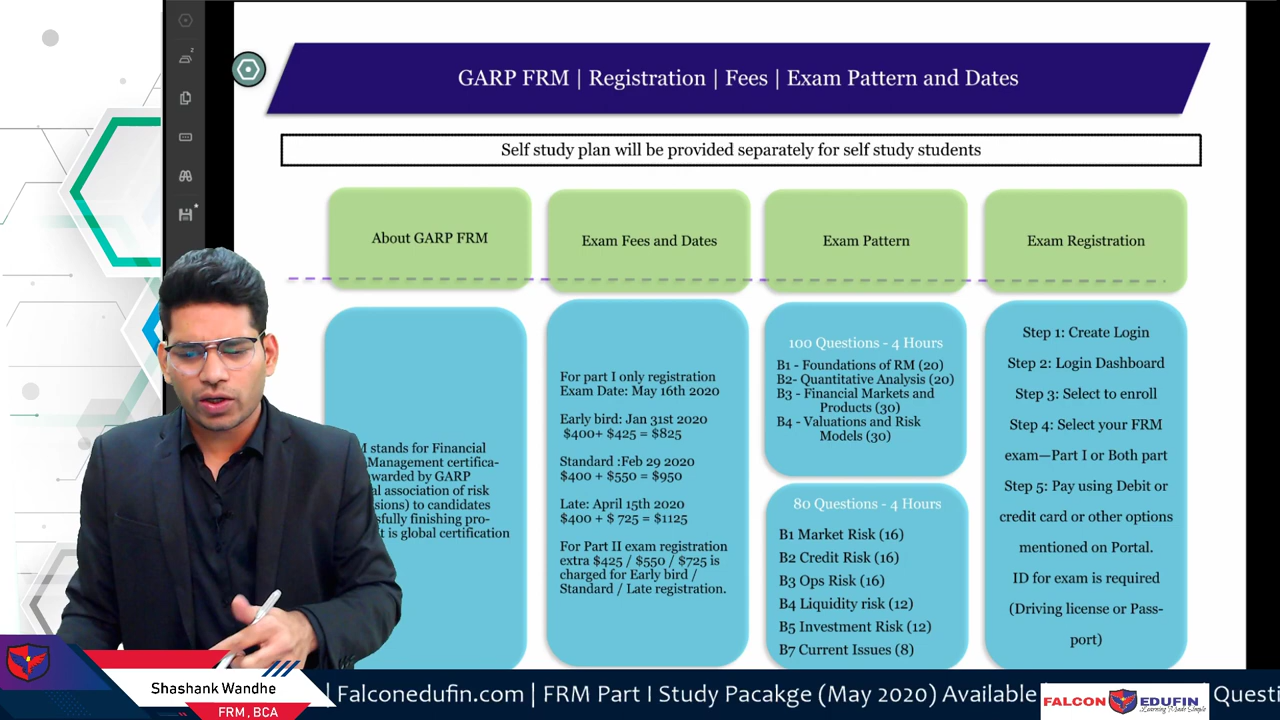 GARP FRM | Registration | Fees | Exam Pattern and Dates
Self study plan will be provided separately for self study students
About GARP FRM
Exam Fees and Dates
Exam Pattern
Exam Registration
stands for Financial
Management certifica-
GARP
association of risk
to candidates
finishing pro-
t is global certification
For part I only registration
Exam Date: May 16th 2020
Early bird: Jan 31st 2020
$400+ $425 = $825
Standard :Feb 29 2020
$400 + $550 = $950
Late: April 15th 2020
$400 + $ 725 = $1125
For Part II exam registration
extra $425 / $550 / $725 is
charged for Early bird /
Standard / Late registration.
100 Questions - 4 Hours
B1 - Foundations of RM (20)
B2- Quantitative Analysis (20)
B3 - Financial Markets and
Products (30)
B4 - Valuations and Risk
Models (30)
80 Questions - 4 Hours
B1 Market Risk (16)
B2 Credit Risk (16)
B3 Ops Risk (16)
B4 Liquidity risk (12)
B5 Investment Risk (12)
B7 Current Issues (8)
Step 1: Create Login
Step 2: Login Dashboard
Step 3: Select to enroll
Step 4: Select your FRM
exam—Part I or Both part
Step 5: Pay using Debit or
credit card or other options
mentioned on Portal.
ID for exam is required
(Driving license or Pass-
port)
Shashank Wandhe
FRM, BCA
| Falconedufin.com | FRM Part I Study Pacakge (May 2020) Available
FALCON EDUFIN
Learning Made Simple
Questi
2